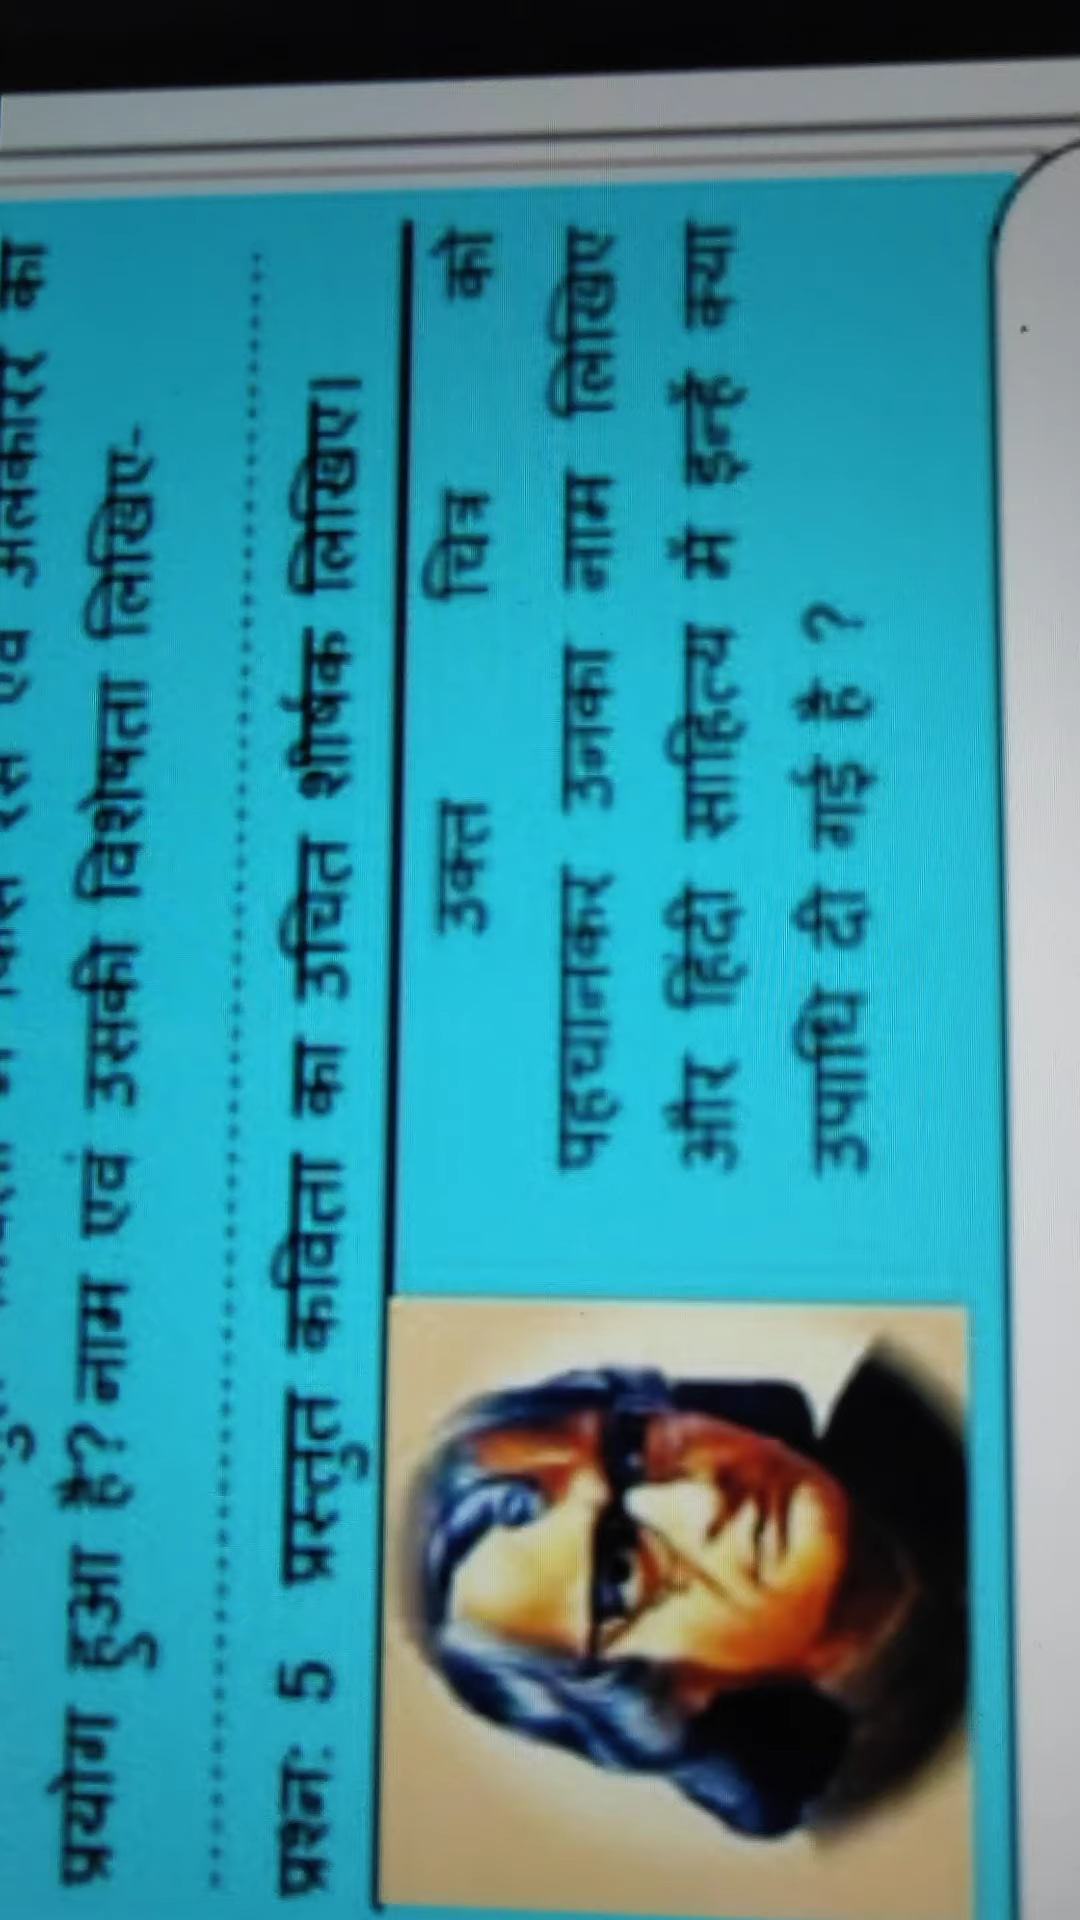 प्रयोग हुआ है? नाम एवं उसकी विशेषता लिखिए-
प्रश्न: 5 प्रस्तुत कविता का उचित शीर्षक लिखिए।
उक्त चित्र को
पहचानकर उनका नाम लिखिए
और हिंदी साहित्य में इन्हें क्या
उपाधि दी गई है ?